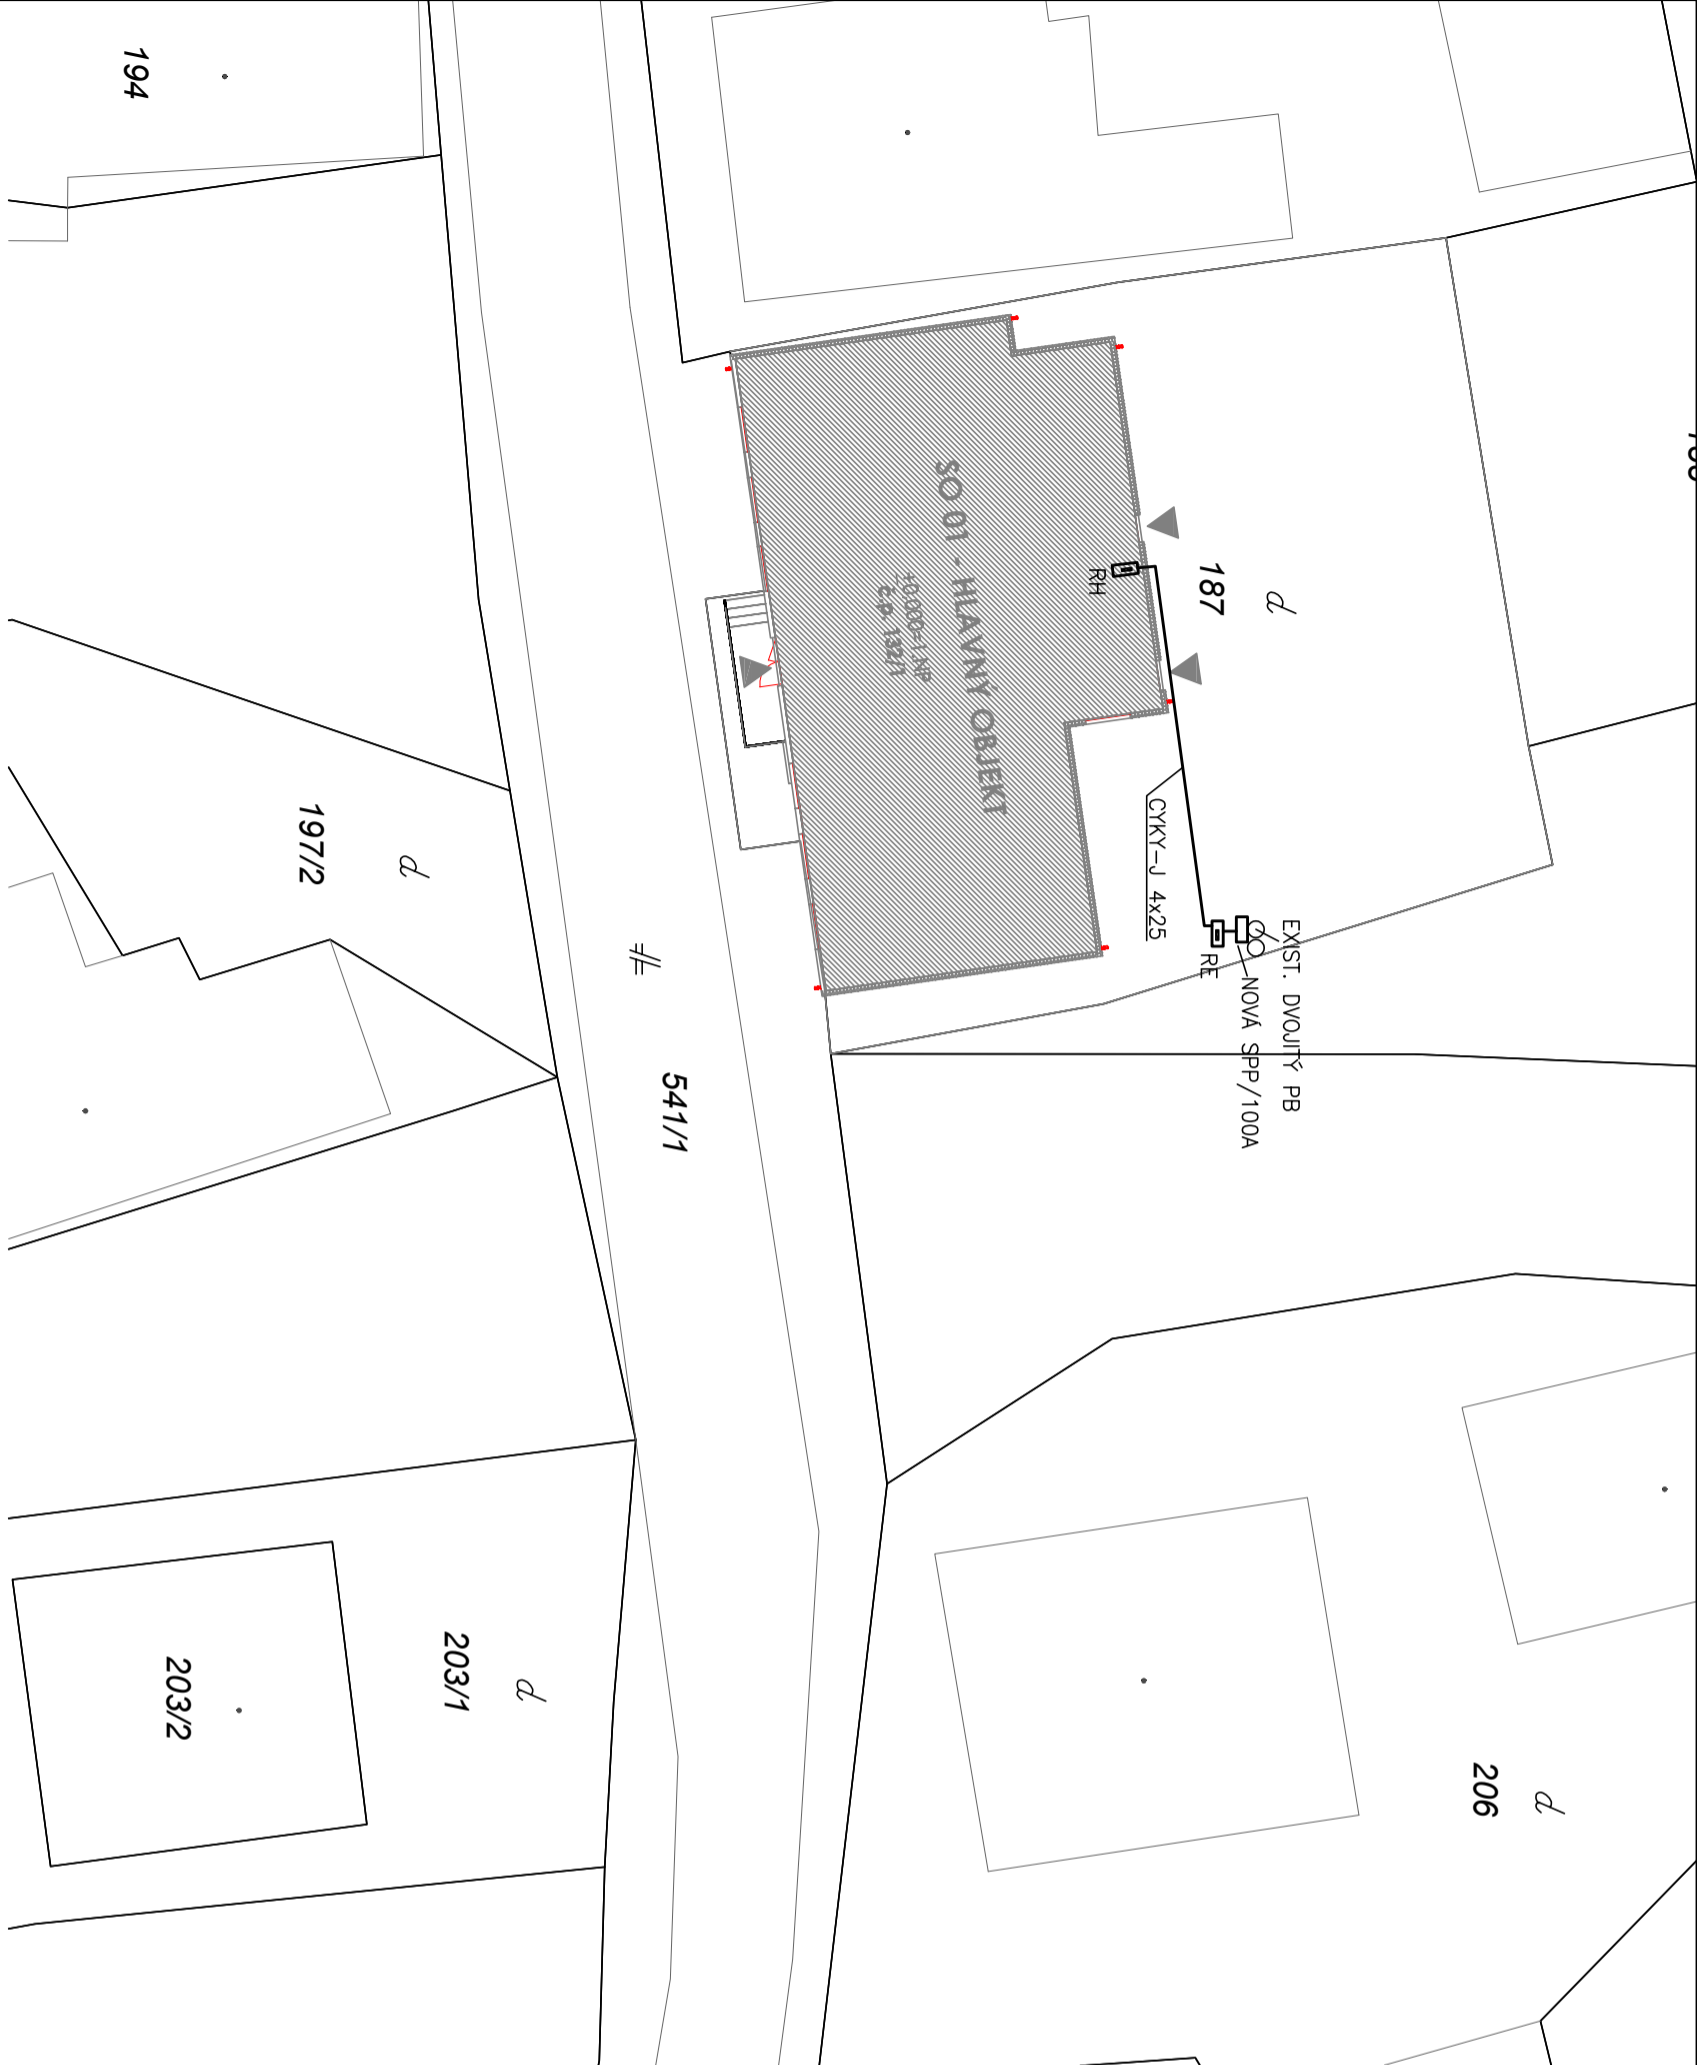 194
187
d
RH
SO 01 - HLAVNÝ OBJEKT
±0,000=1.NP
č.p. 132/1
CYKY-J 4x25
EXIST. DVOJITÝ PB
NOVÁ SPP/100A
RE
197/2
d
541/1
203/1
d
203/2
206
d